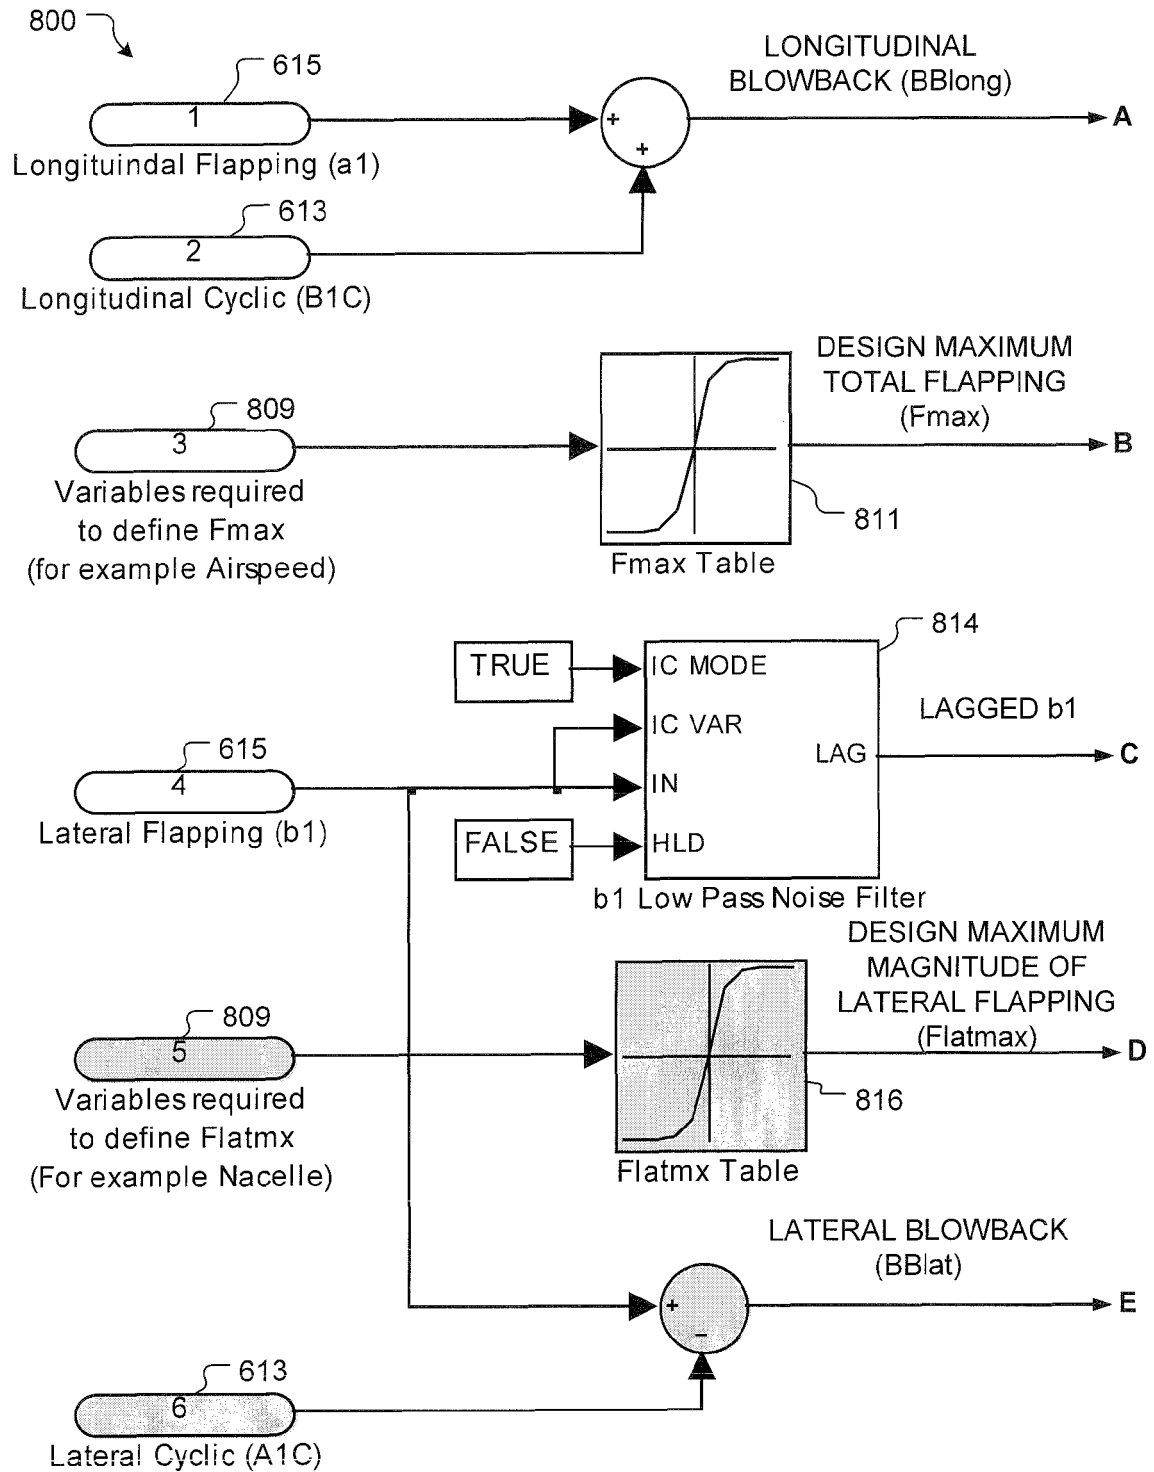 800
615
1
Longituindal Flapping (a1)
+
+
LONGITUDINAL
BLOWBACK (BBlong)
A
613
2
Longitudinal Cyclic (B1C)
809
3
Variables required
to define Fmax
(for example Airspeed)
DESIGN MAXIMUM
TOTAL FLAPPING
(Fmax)
B
811
Fmax Table
814
TRUE
IC MODE
IC VAR
IN
HLD
LAG
FALSE
LAGGED b1
C
615
4
Lateral Flapping (b1)
b1 Low Pass Noise Filter
809
5
Variables required
to define Flatmx
(For example Nacelle)
DESIGN MAXIMUM
MAGNITUDE OF
LATERAL FLAPPING
(Flatmax)
D
816
Flatmx Table
LATERAL BLOWBACK
(BBlat)
+
−
E
613
6
Lateral Cyclic (A1C)